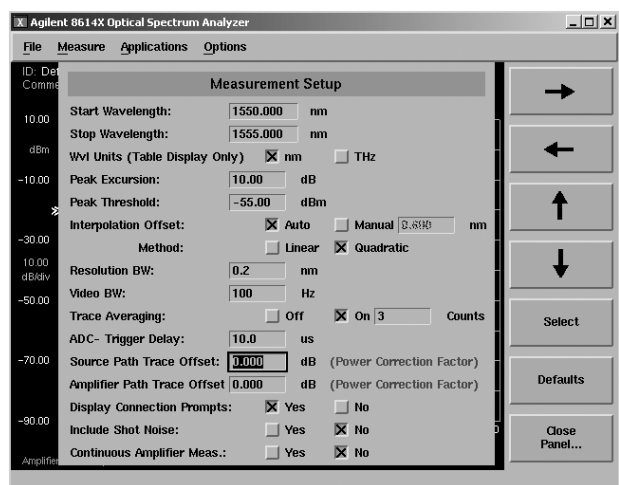 Agilent 8614X Optical Spectrum Analyzer
File Measure Applications Options
ID: Def
Comme
Measurement Setup
10.00
dBm
-10.00
-30.00
10.00
dB/div
-50.00
-70.00
-90.00
Amplifier
Start Wavelength: 1550.000 nm
Stop Wavelength: 1555.000 nm
Wvl Units (Table Display Only) nm THz
Peak Excursion: 10.00 dB
Peak Threshold: -55.00 dBm
Interpolation Offset: Auto Manual nm
Method: Linear Quadratic
Resolution BW: 0.2 nm
Video BW: 100 Hz
Trace Averaging: Off On 3 Counts
ADC- Trigger Delay: 10.0 us
Source Path Trace Offset: 0.000 dB (Power Correction Factor)
Amplifier Path Trace Offset 0.000 dB (Power Correction Factor)
Display Connection Prompts: Yes No
Include Shot Noise: Yes No
Continuous Amplifier Meas.: Yes No
Select
Defaults
Close
Panel...